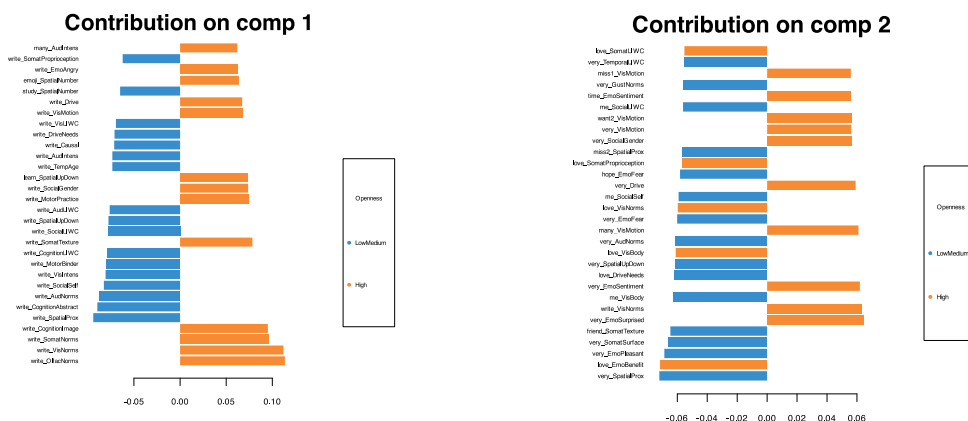 Contribution on comp 1
many_AudIntens
write_SomatProprioception
write_EmoAngry
emoji_SpatialNumber
study_SpatialNumber
write_Drive
write_VisMotion
write_VisLIWC
write_DriveNeeds
write_Causal
write_AudIntens
write_TempAge
learn_SpatialUpDown
write_SocialGender
write_MotorPractice
write_AudLIWC
write_SpatialUpDown
write_SocialLIWC
write_SomatTexture
write_CognitionLIWC
write_MotorBinder
write_VisIntens
write_SocialSelf
write_AudNorms
write_CognitionAbstract
write_SpatialProx
write_CognitionImage
write_SomatNorms
write_VisNorms
write_OlfacNorms
-0.05 0.00 0.05 0.10
Openness
LowMedium
High
Contribution on comp 2
love_SomatLIWC
very_TemporalLIWC
miss1_VisMotion
very_GustNorms
time_EmoSentiment
me_SocialLIWC
want2_VisMotion
very_VisMotion
very_SocialGender
miss2_SpatialProx
love_SomatProprioception
hope_EmoFear
very_Drive
me_SocialSelf
love_VisNorms
very_EmoFear
many_VisMotion
very_AudNorms
love_VisBody
very_SpatialUpDown
love_DriveNeeds
very_EmoSentiment
me_VisBody
write_VisNorms
very_EmoSurprised
friend_SomatTexture
very_SomatSurface
very_EmoPleasant
love_EmoBenefit
very_SpatialProx
-0.06 -0.04 -0.02 0.00 0.02 0.04 0.06
Openness
LowMedium
High